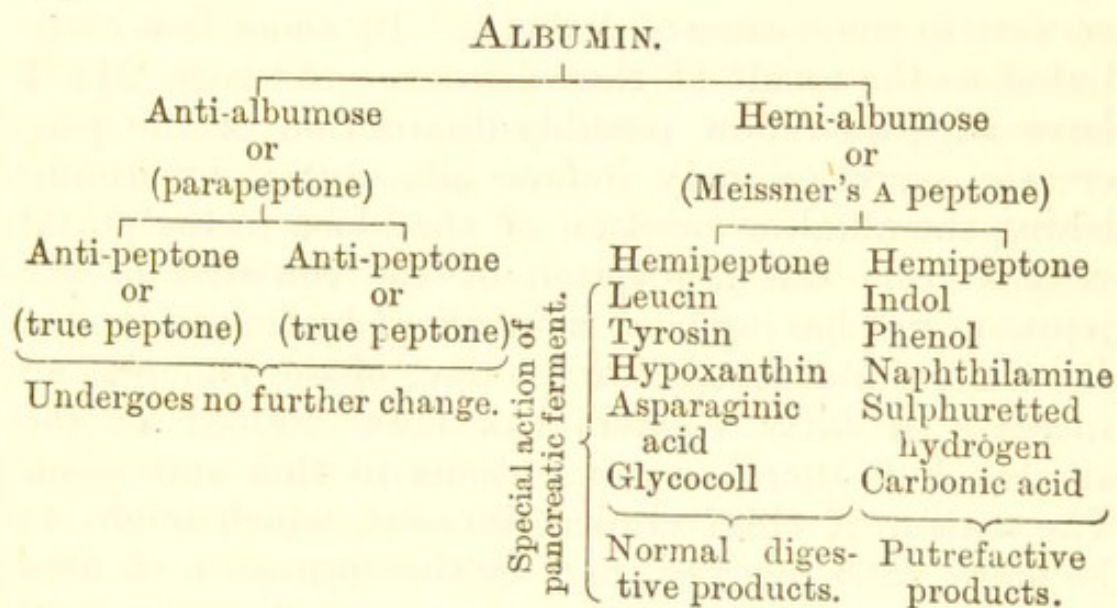 ALBUMIN.
Anti-albumose
or
(parapeptone)
Hemi-albumose
or
(Meissner's A peptone)
Anti-peptone
or
(true peptone)
Anti-peptone
or
(true peptone)
Undergoes no further change.
Special action of
pancreatic ferment.
Hemipeptone
Leucin
Tyrosin
Hypoxanthin
Asparaginic
acid
Glycocoll
Normal diges-
tive products.
Hemipeptone
Indol
Phenol
Naphthilamine
Sulphuretted
hydrogen
Carbonic acid
Putrefactive
products.